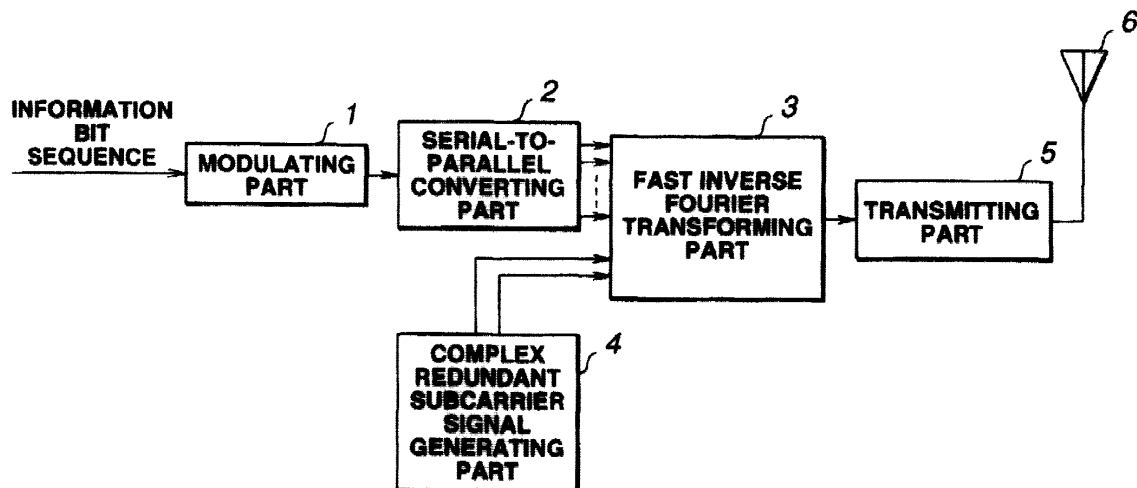 INFORMATION
BIT
SEQUENCE
1
MODULATING
PART
2
SERIAL-TO-
PARALLEL
CONVERTING
PART
3
FAST INVERSE
FOURIER
TRANSFORMING
PART
5
TRANSMITTING
PART
6
4
COMPLEX
REDUNDANT
SUBCARRIER
SIGNAL
GENERATING
PART